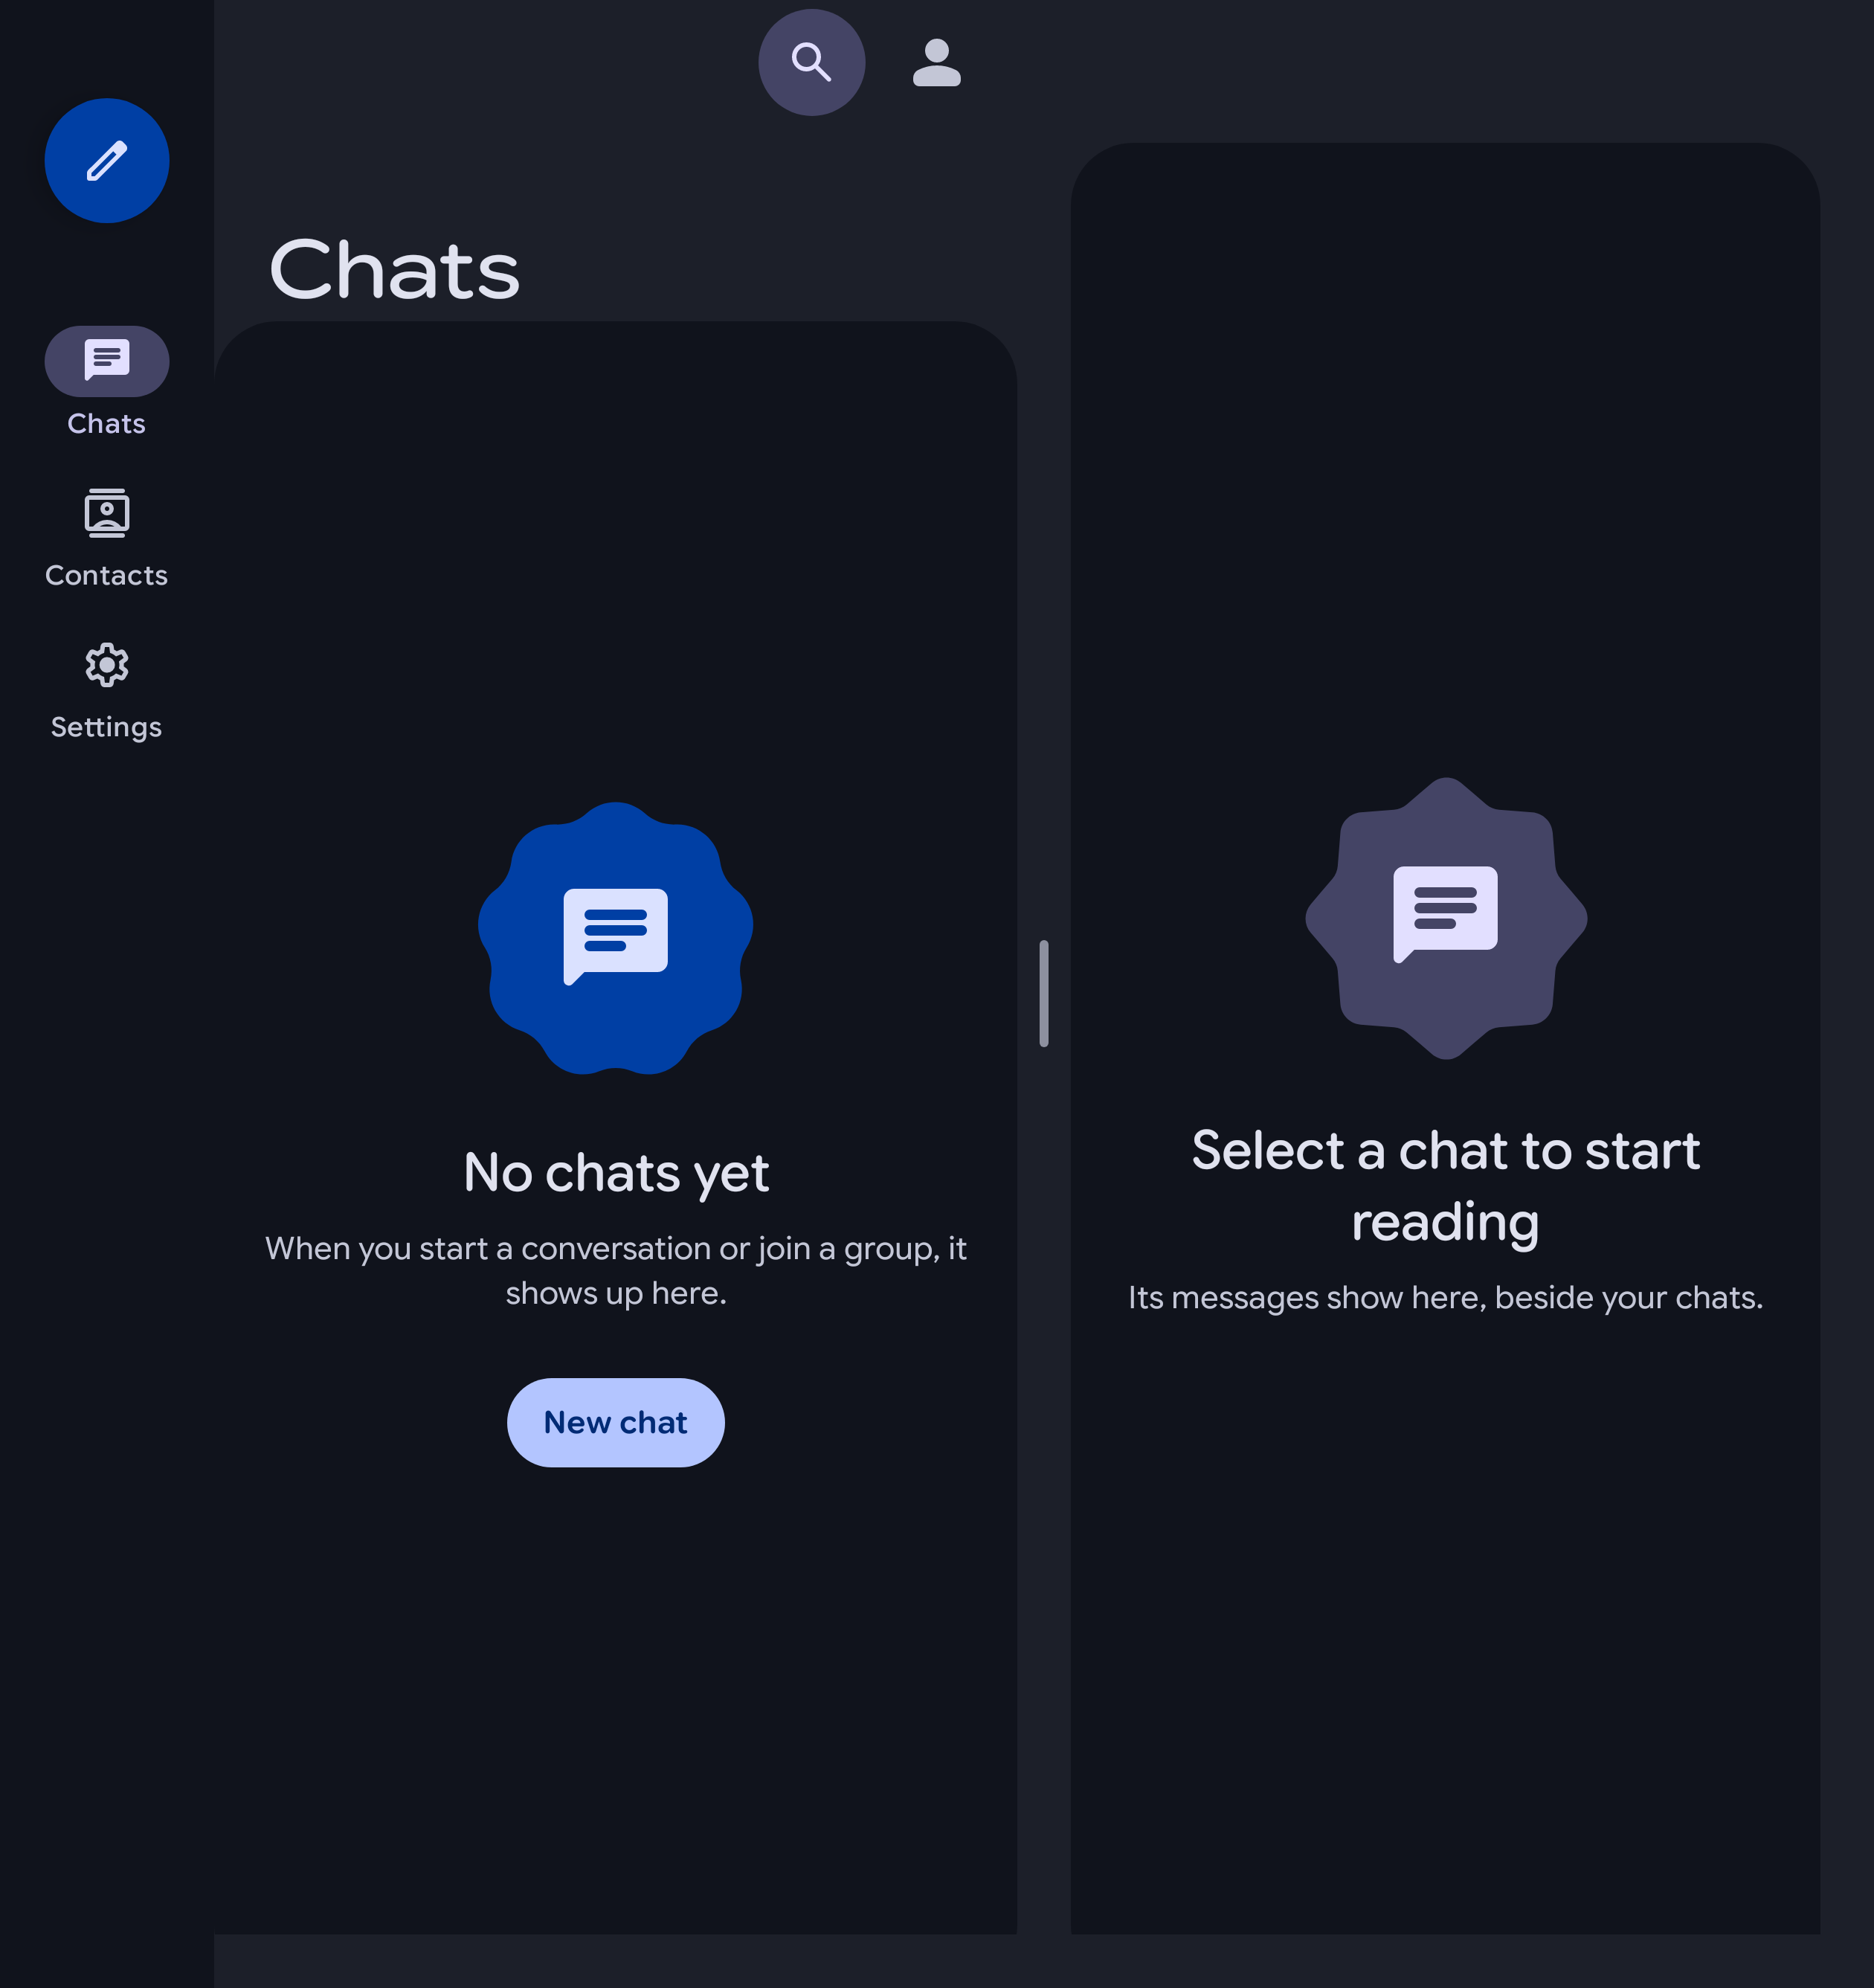 Chats
Chats
Contacts
Settings
No chats yet
When you start a conversation or join a group, it
shows up here.
New chat
Select a chat to start
reading
Its messages show here, beside your chats.